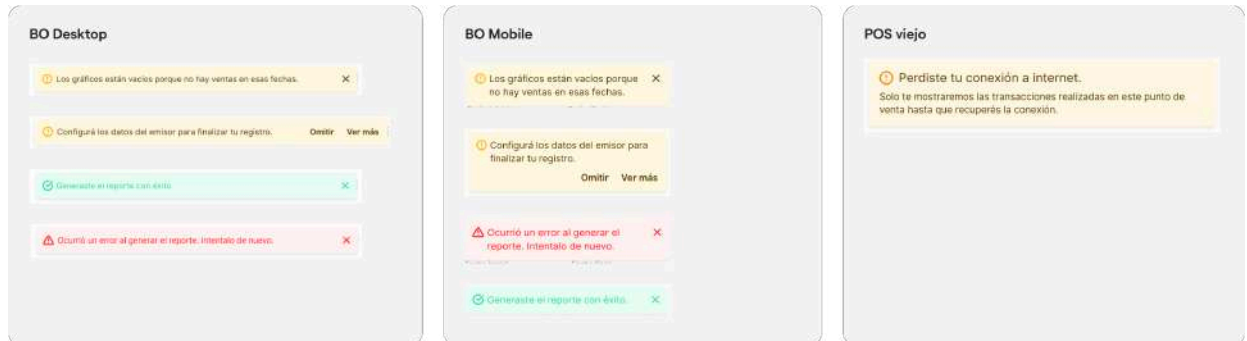 BO Desktop
Los gráficos están vacíos porque no hay ventas en esas fechas.
Configurá los datos del emisor para finalizar tu registro. Omitir Ver más
Generaste el reporte con éxito
Ocurrió un error al generar el reporte. Intentalo de nuevo.
BO Mobile
Los gráficos están vacíos porque
no hay ventas en esas fechas.
Configurá los datos del emisor para
finalizar tu registro.
Omitir Ver más
Ocurrió un error al generar el
reporte. Intentalo de nuevo.
Generaste el reporte con éxito.
POS viejo
Perdiste tu conexión a internet.
Solo te mostraremos las transacciones realizadas en este punto de
venta hasta que recuperés la conexión.